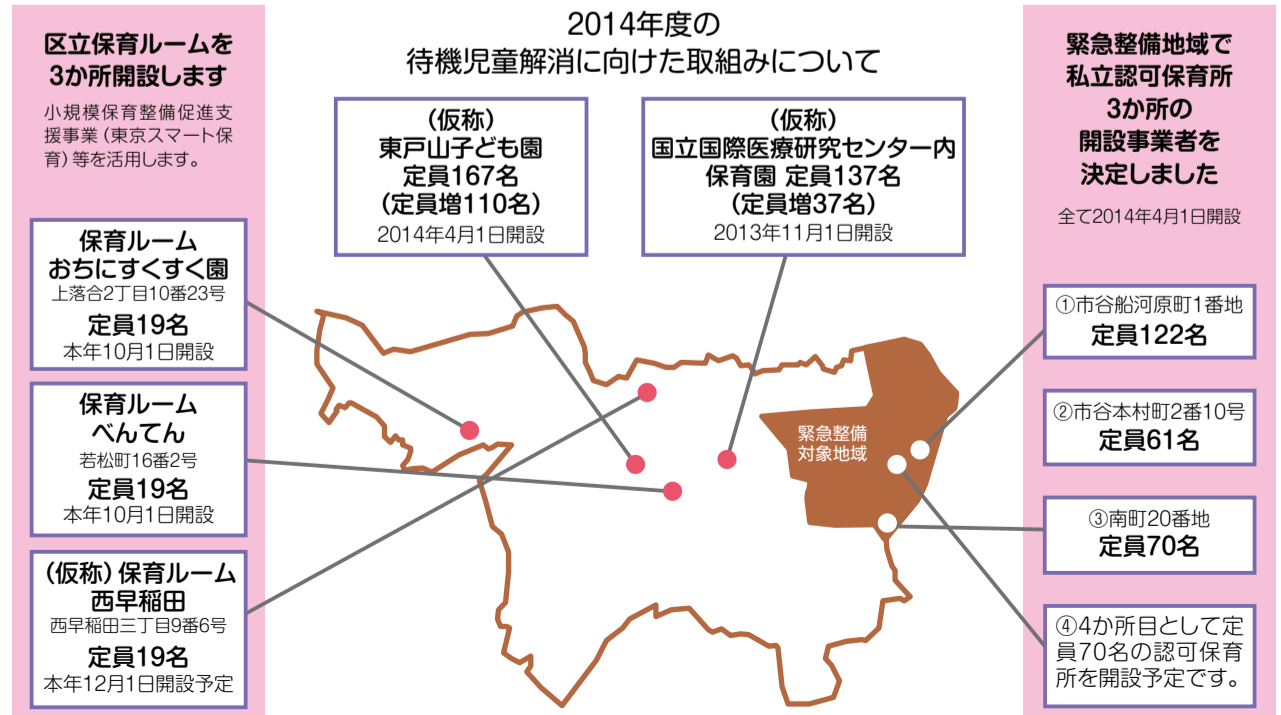 2014年度の
待機児童解消に向けた取組みについて
区立保育ルームを
3か所開設します
小規模保育整備促進支
援事業(東京スマート保
育)等を活用します。
保育ルーム
おちにすくすく園
上落合2丁目10番23号
定員19名
本年10月1日開設
保育ルーム
べんてん
若松町16番2号
定員19名
本年10月1日開設
(仮称)保育ルーム
西早稲田
西早稲田三丁目9番6号
定員19名
本年12月1日開設予定
(仮称)
東戸山子ども園
定員167名
(定員増110名)
2014年4月1日開設
(仮称)
国立国際医療研究センター内
保育園 定員137名
(定員増37名)
2013年11月1日開設
緊急整備
対象地域
緊急整備地域で
私立認可保育所
3か所の
開設事業者を
決定しました
全て2014年4月1日開設
①市谷船河原町1番地
定員122名
②市谷本村町2番10号
定員61名
③南町20番地
定員70名
④4か所目として定
員70名の認可保育
所を開設予定です。